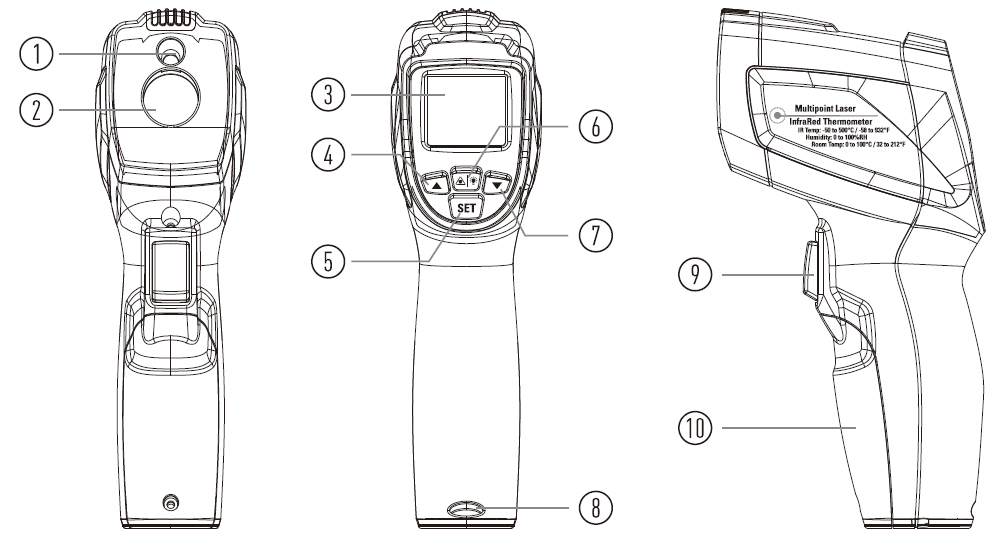 1
2
3
4
5
SET
6
7
8
Multipoint Laser
InfraRed Thermometer
IR Temp: -50 to 500°C / -58 to 932°F
Humidity: 0 to 100%RH
Room Temp: 0 to 100°C / 32 to 212°F
9
10